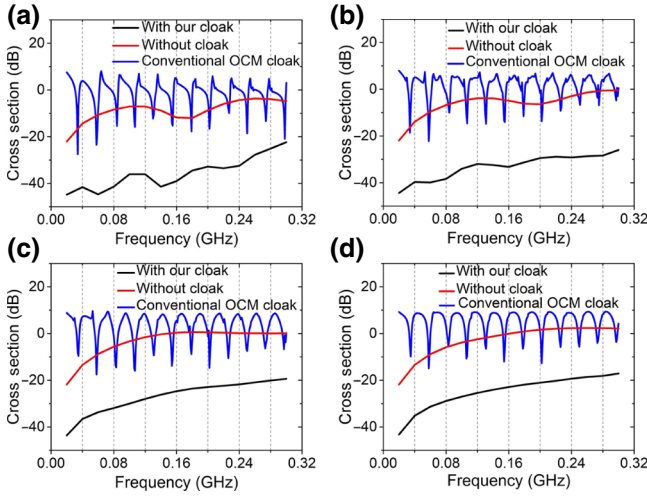 (a)
With our cloak
Without cloak
Conventional OCM cloak
Cross section (dB)
20
0
−20
−40
0.00 0.08 0.16 0.24 0.32
Frequency (GHz)
(b)
With our cloak
Without cloak
Conventional OCM cloak
Cross section (dB)
20
0
−20
−40
0.00 0.08 0.16 0.24 0.32
Frequency (GHz)
(c)
With our cloak
Without cloak
Conventional OCM cloak
Cross section (dB)
20
0
−20
−40
0.00 0.08 0.16 0.24 0.32
Frequency (GHz)
(d)
With our cloak
Without cloak
Conventional OCM cloak
Cross section (dB)
20
0
−20
−40
0.00 0.08 0.16 0.24 0.32
Frequency (GHz)